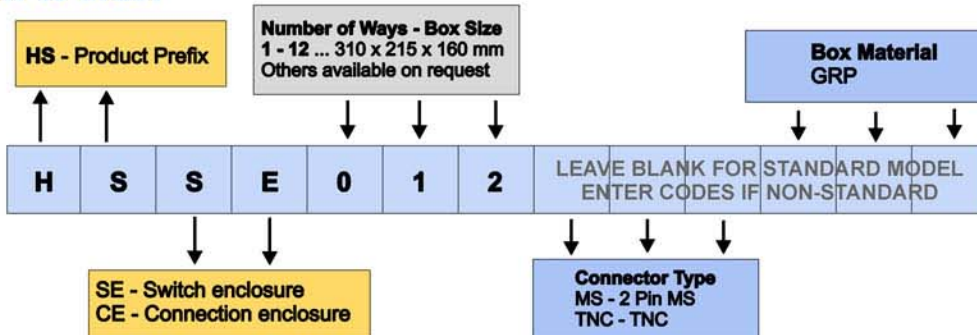 HS - Product Prefix
Number of Ways - Box Size
1 - 12 ... 310 x 215 x 160 mm
Others available on request
Box Material
GRP
H S S E 0 1 2
LEAVE BLANK FOR STANDARD MODEL
ENTER CODES IF NON-STANDARD
SE - Switch enclosure
CE - Connection enclosure
Connector Type
MS - 2 Pin MS
TNC - TNC